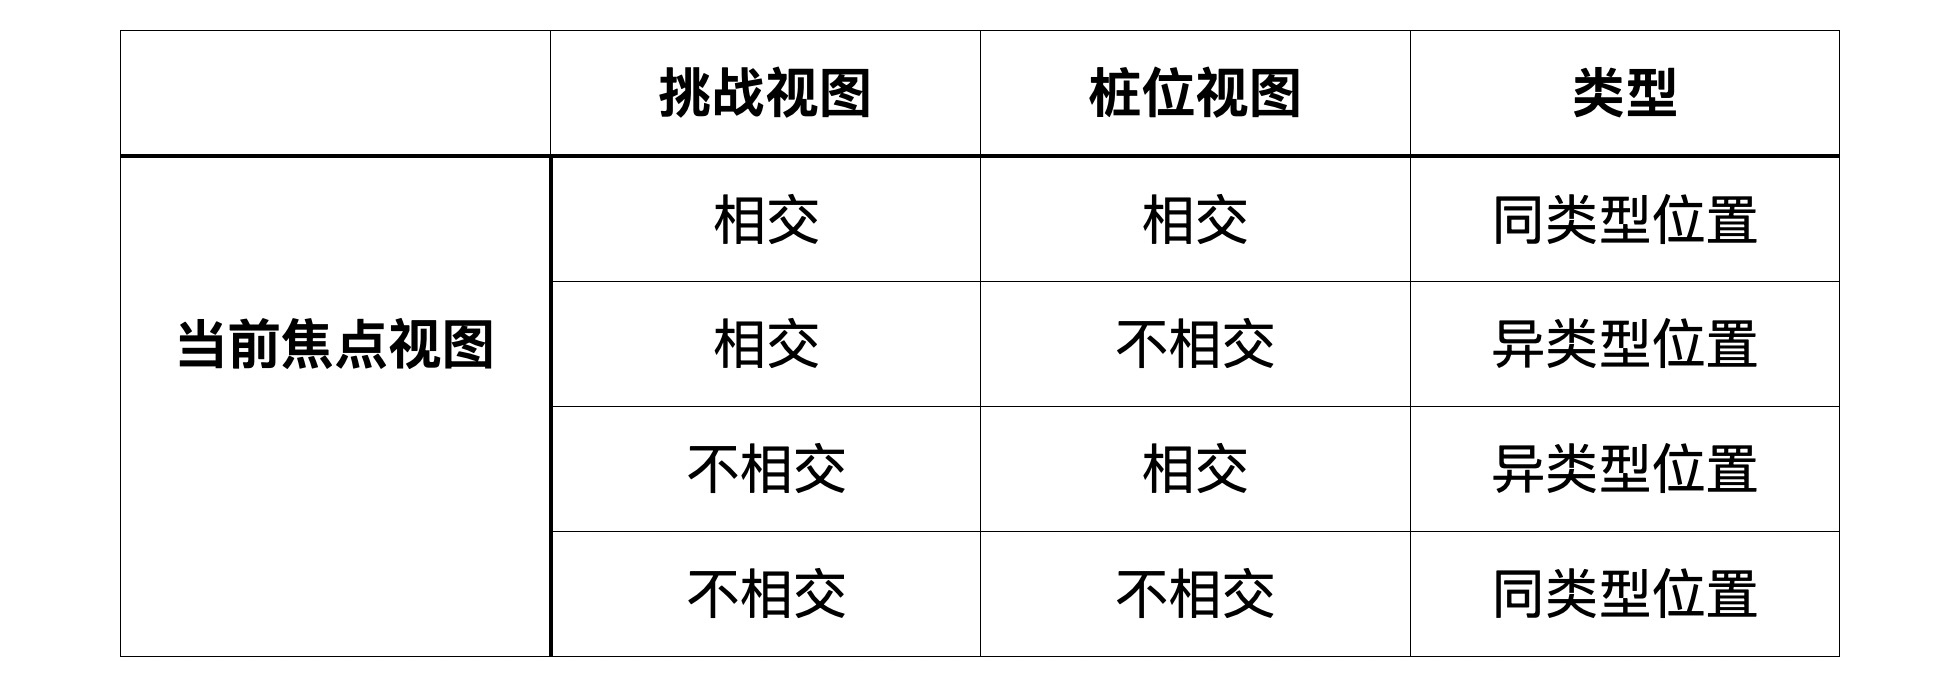 挑战视图 桩位视图 类型
相交 相交 同类型位置
当前焦点视图 相交 不相交 异类型位置
不相交 相交 异类型位置
不相交 不相交 同类型位置